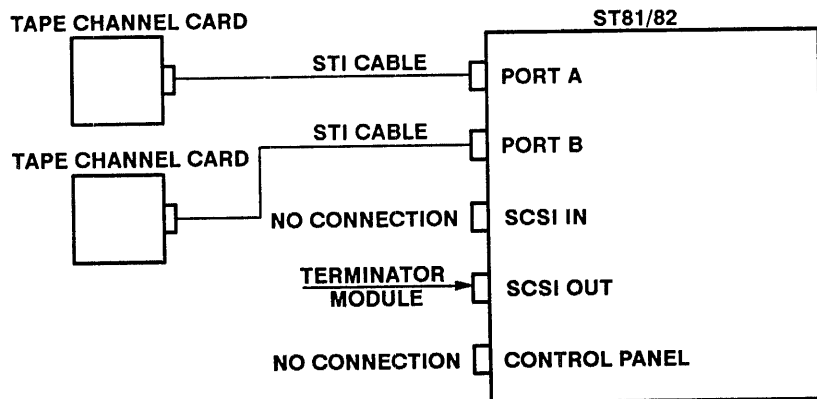 TAPE CHANNEL CARD
ST81/82
STI CABLE
PORT A
STI CABLE
PORT B
TAPE CHANNEL CARD
NO CONNECTION
SCSI IN
TERMINATOR
MODULE
SCSI OUT
NO CONNECTION
CONTROL PANEL